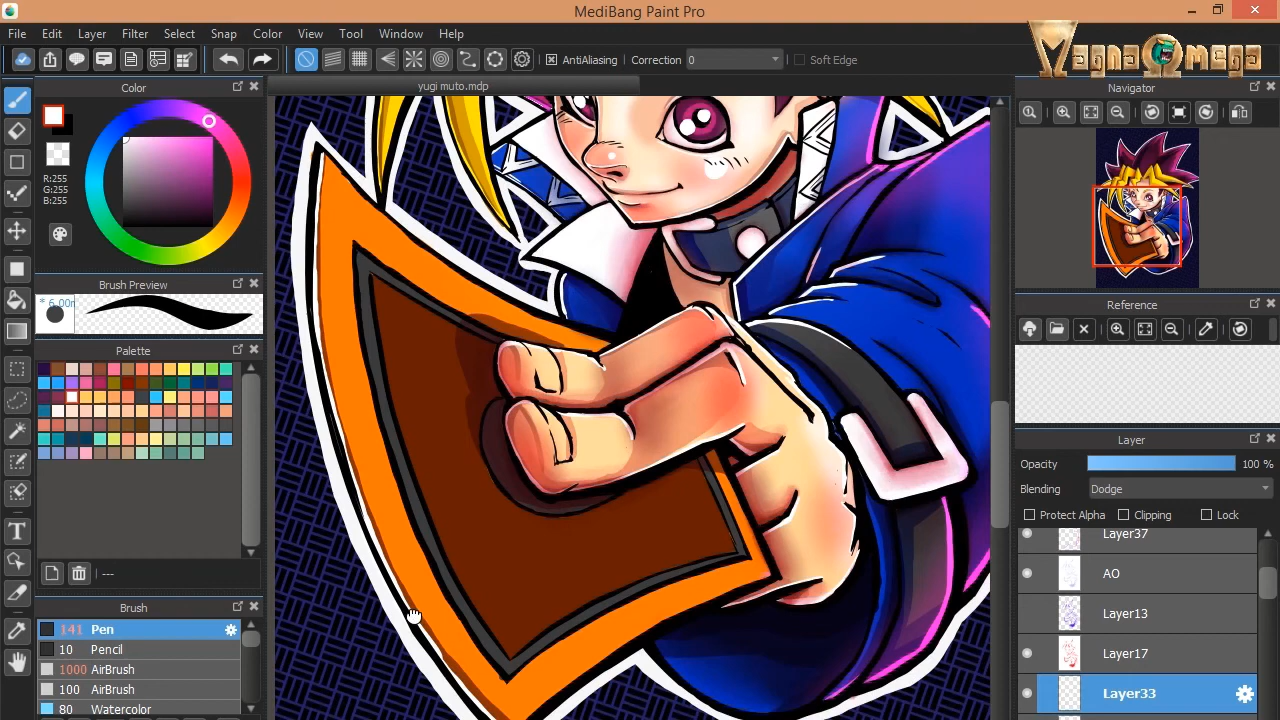 MediBang Paint Pro
File Edit Layer Filter Select Snap Color View Tool Window Help
MagnaOmega
AntiAliasing Correction 0 Soft Edge
Color
yugi muto.mdp
Navigator
R:255
G:255
B:255
Brush Preview
Reference
Palette
Layer
Opacity 100 %
Blending Dodge
Protect Alpha Clipping Lock
Layer37
AO
---
Layer13
Brush
141 Pen
10 Pencil
Layer17
1000 AirBrush
100 AirBrush
Layer33
80 Watercolor